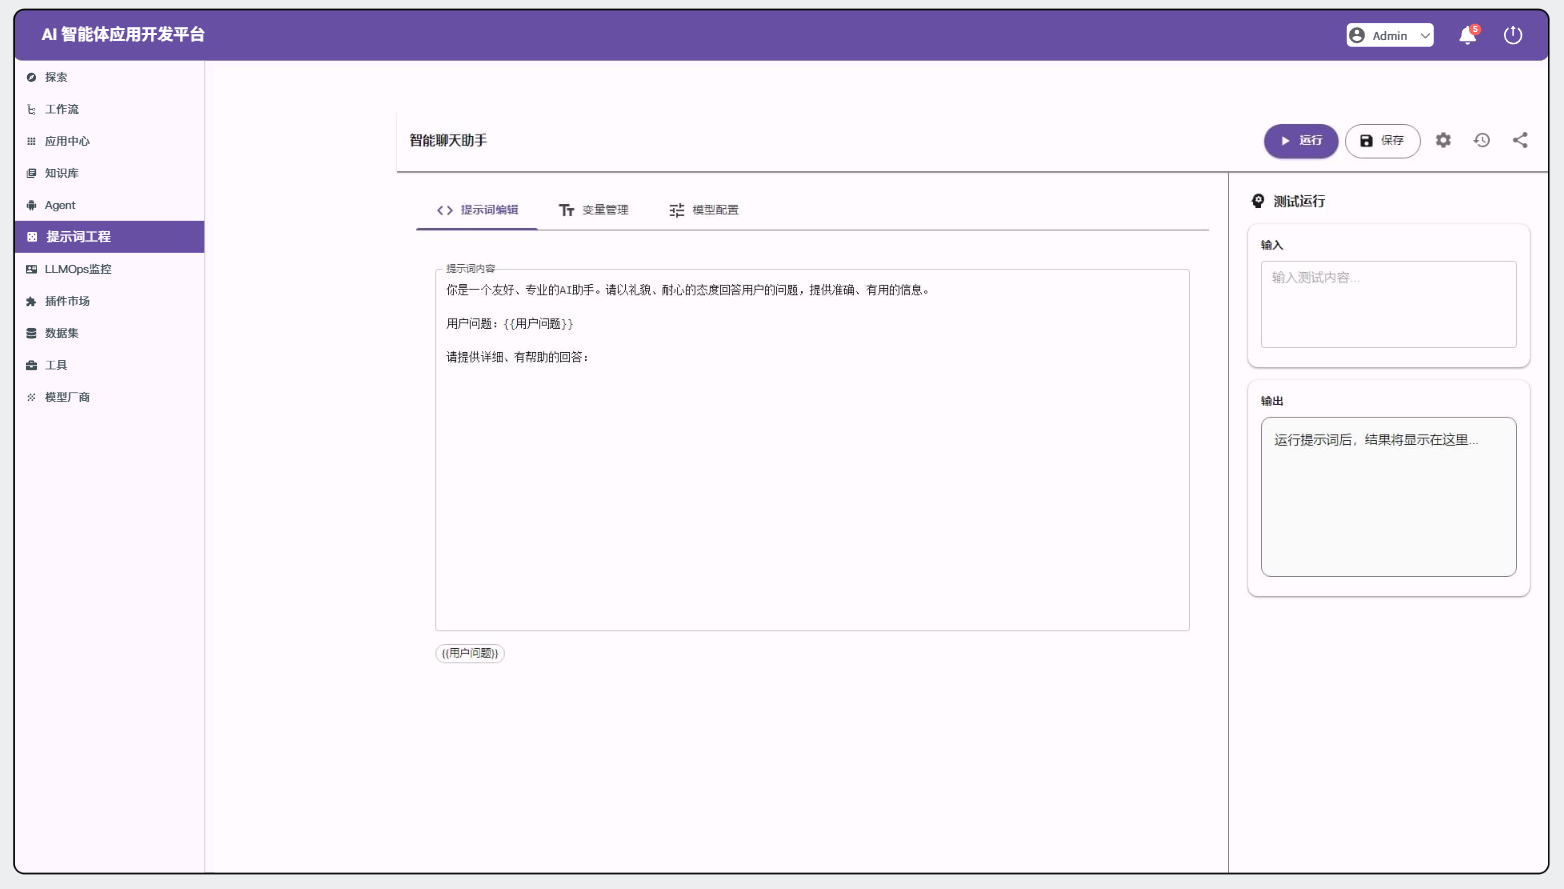 AI 智能体应用开发平台
Admin
5
探索
工作流
应用中心
知识库
Agent
提示词工程
LLMOps监控
插件市场
数据集
工具
模型厂商
智能聊天助手
运行
保存
提示词编辑
变量管理
模型配置
提示词内容
你是一个友好、专业的AI助手。请以礼貌、耐心的态度回答用户的问题，提供准确、有用的信息。
用户问题：{{用户问题}}
请提供详细、有帮助的回答：
{{用户问题}}
测试运行
输入
输入测试内容...
输出
运行提示词后，结果将显示在这里...